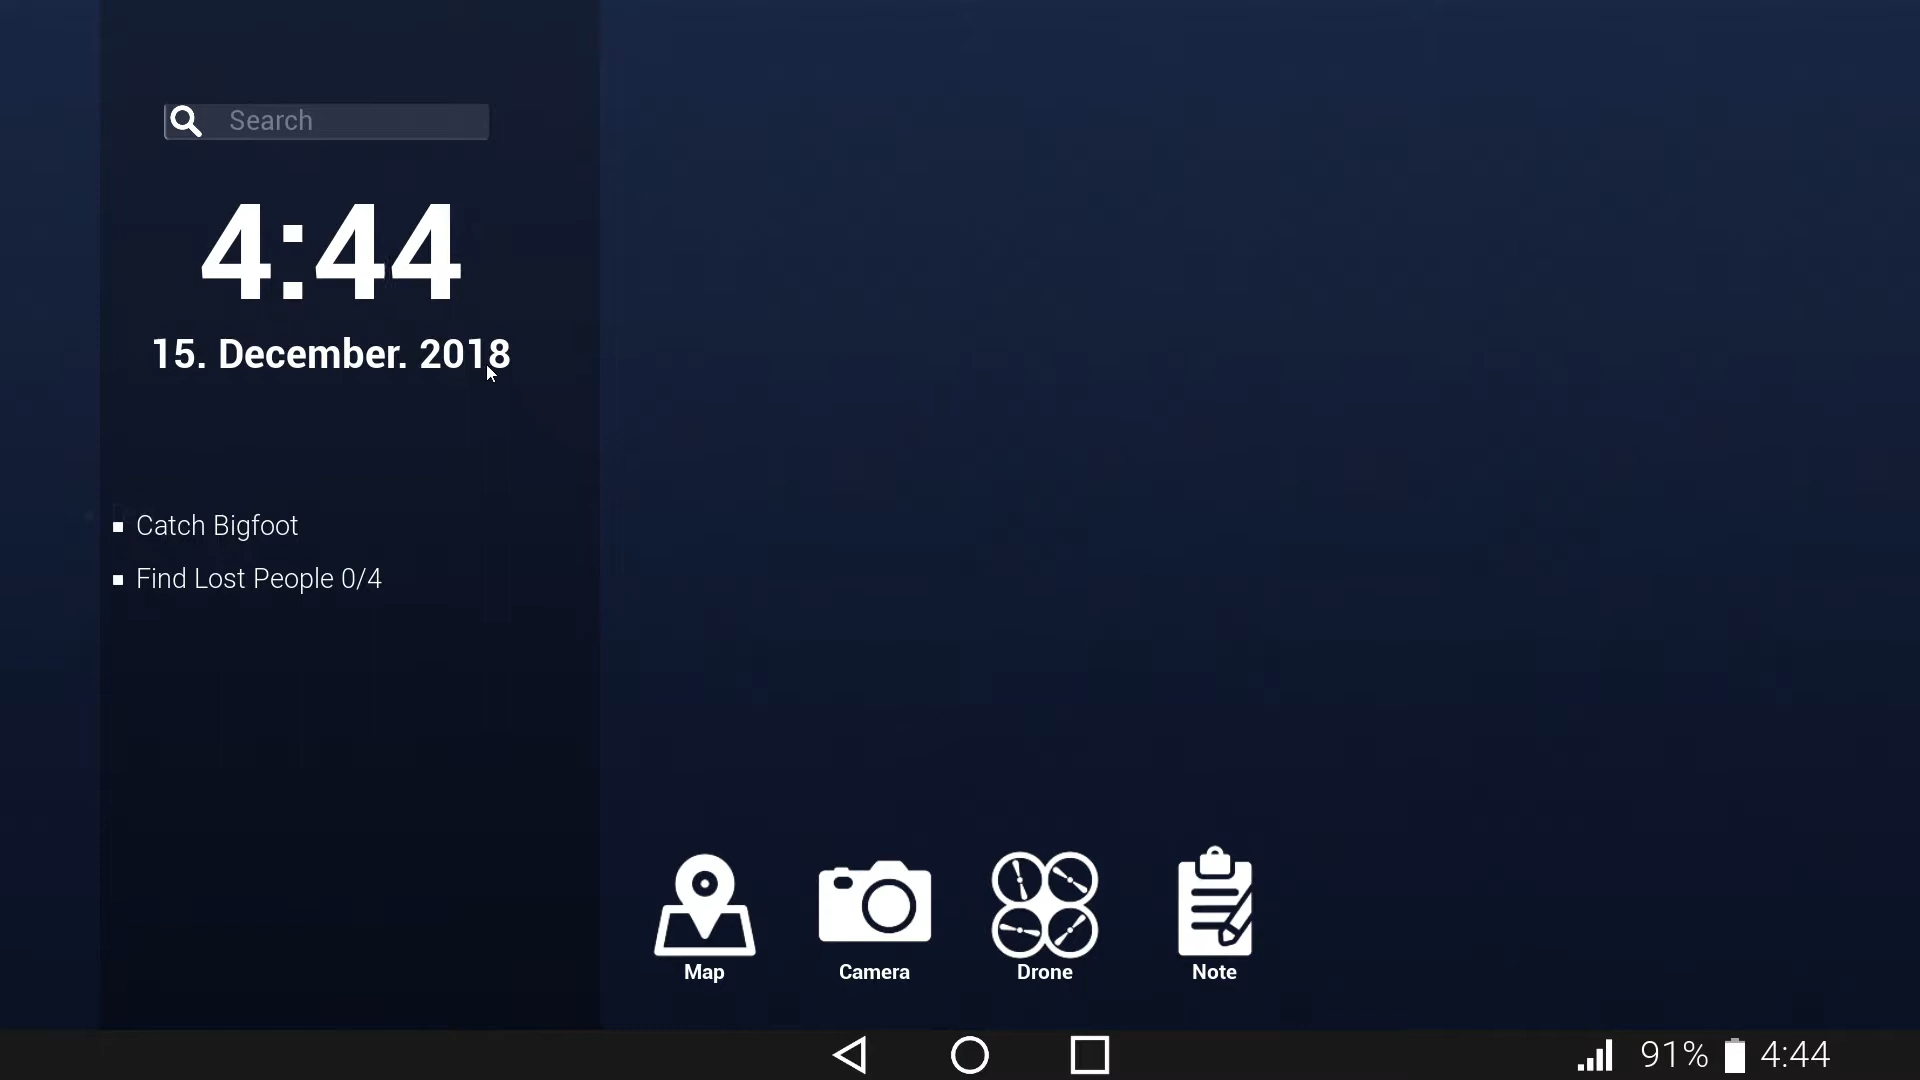 Search
4:44
15. December. 2018
Catch Bigfoot
Find Lost People 0/4
Map
Camera
Drone
Note
91% 4:44